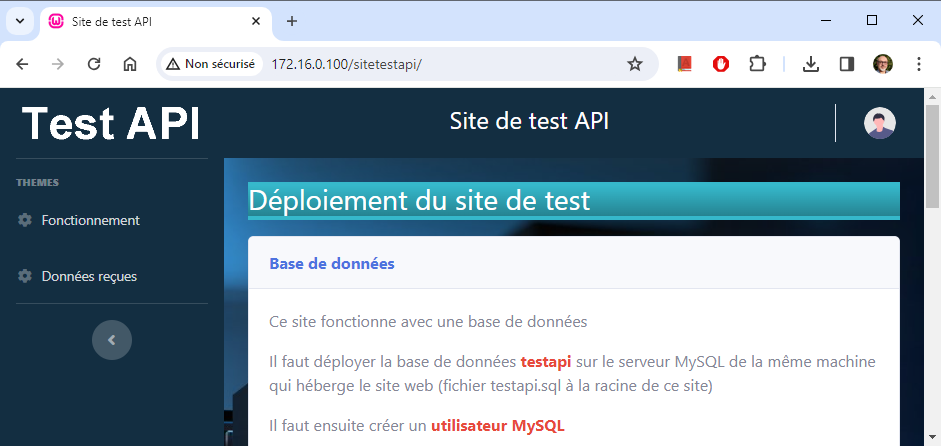 Site de test API
Non sécurisé
172.16.0.100/sitetestapi/
Test API
Site de test API
THEMES
Fonctionnement
Données reçues
Déploiement du site de test
Base de données
Ce site fonctionne avec une base de données
Il faut déployer la base de données testapi sur le serveur MySQL de la même machine
qui héberge le site web (fichier testapi.sql à la racine de ce site)
Il faut ensuite créer un utilisateur MySQL